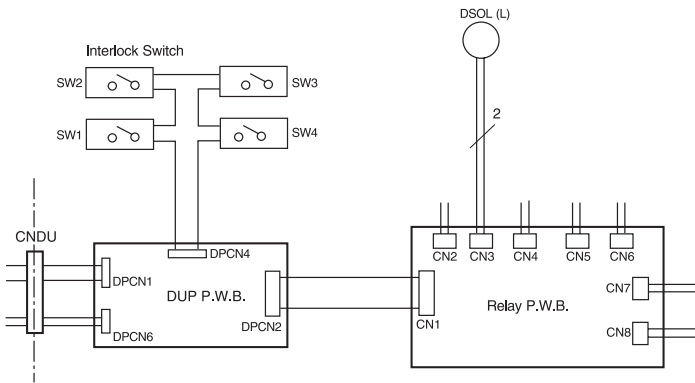 DSOL (L)
Interlock Switch
SW2
SW3
SW1
SW4
2
CNDU
DPCN4
CN2
CN3
CN4
CN5
CN6
DPCN1
DUP P.W.B.
CN7
Relay P.W.B.
DPCN6
DPCN2
CN1
CN8